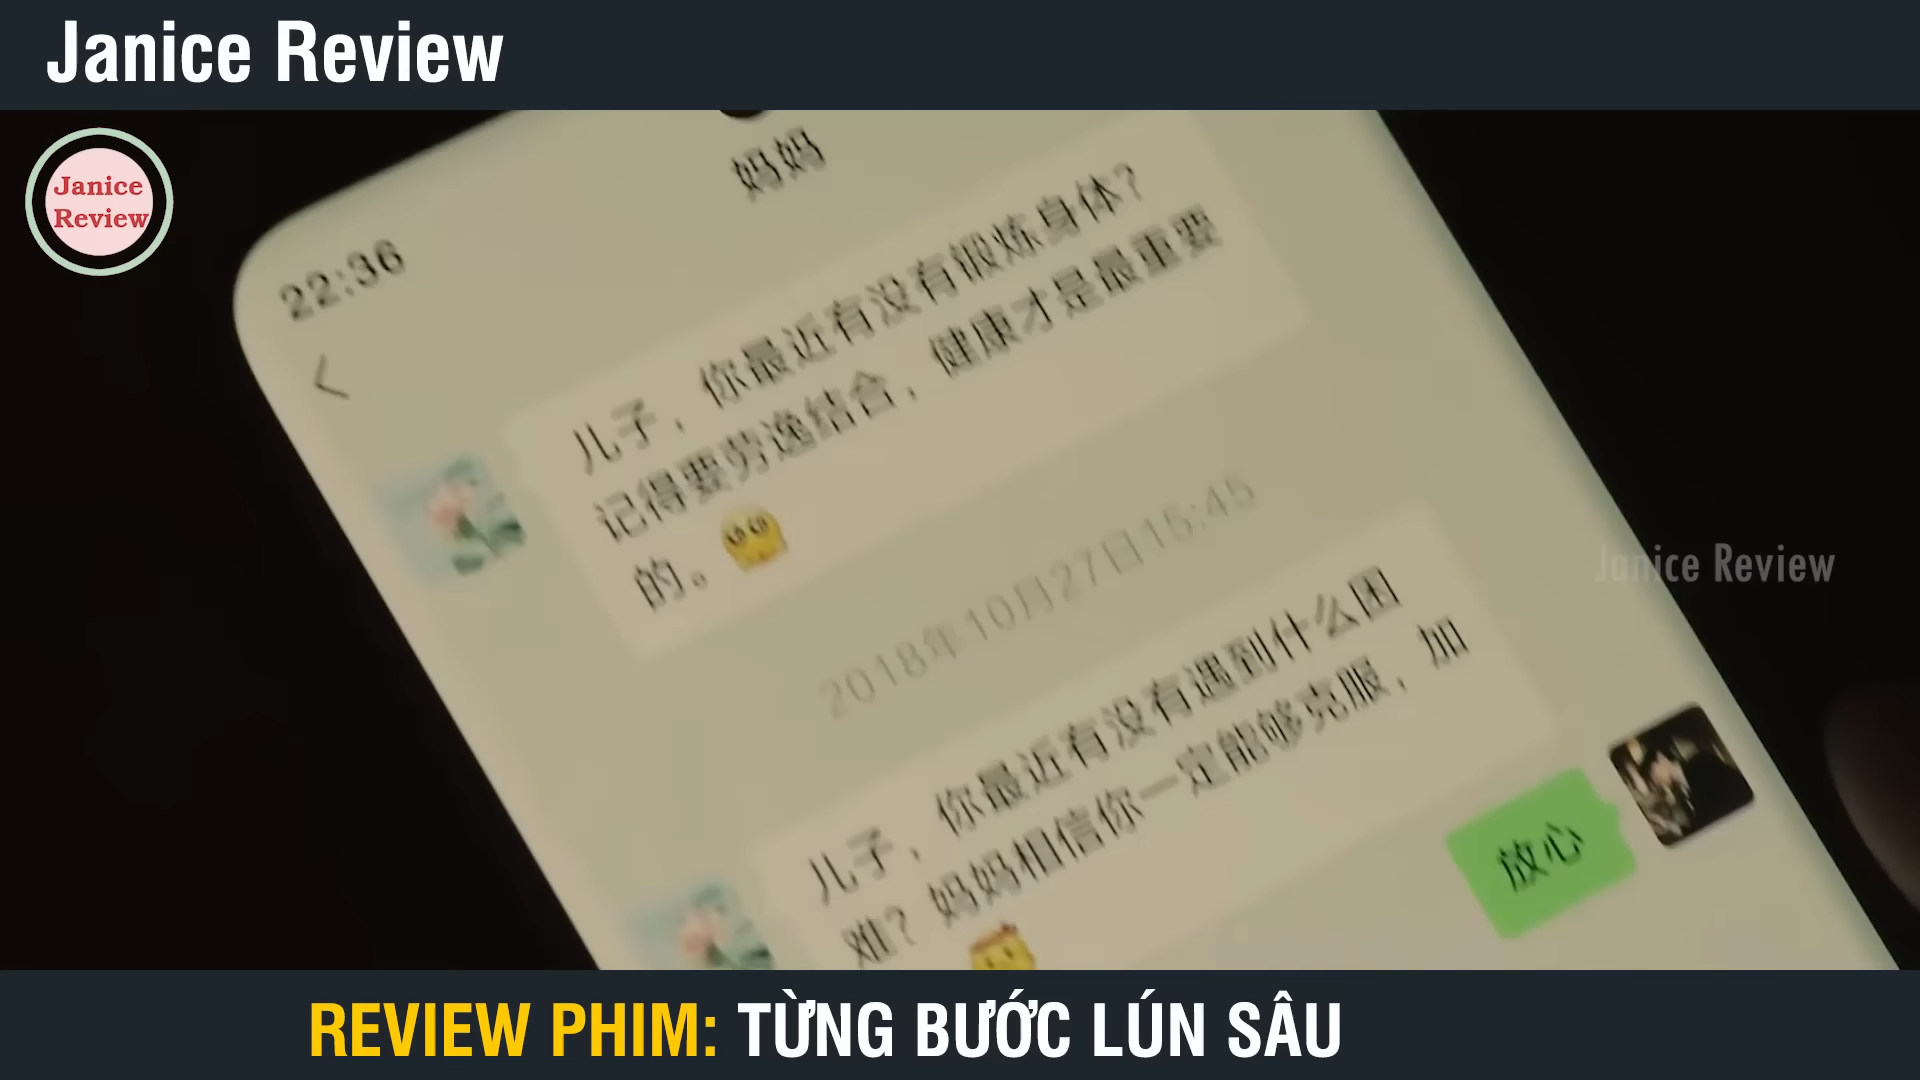 Janice Review
Janice
Review
妈妈
22:36
儿子，你最近有没有锻炼身体？
记得要劳逸结合，健康才是最重要
的。
2018年10月27日15:45
儿子，你最近有没有遇到什么困
难？妈妈相信你一定能够克服，加
放心
Janice Review
REVIEW PHIM: TỪNG BƯỚC LÚN SÂU